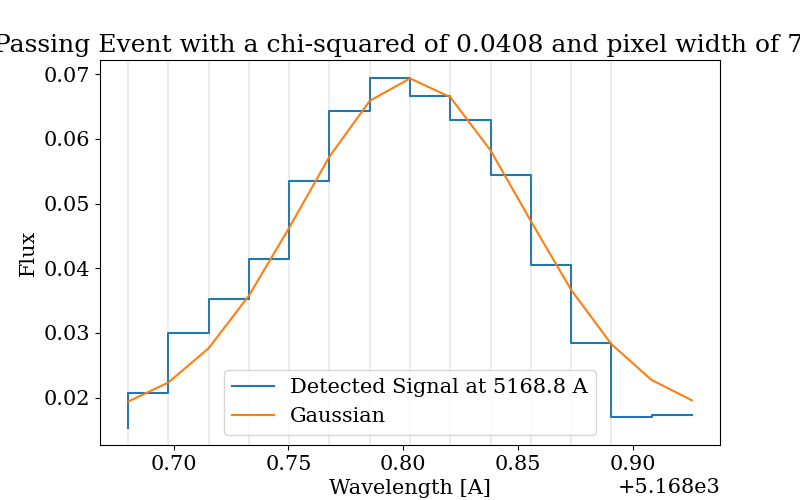 Passing Event with a chi-squared of 0.0408 and pixel width of 7
0.07
0.06
0.05
0.04
0.03
0.02
Flux
Detected Signal at 5168.8 A
Gaussian
0.70 0.75 0.80 0.85 0.90
Wavelength [A]
+5.168e3